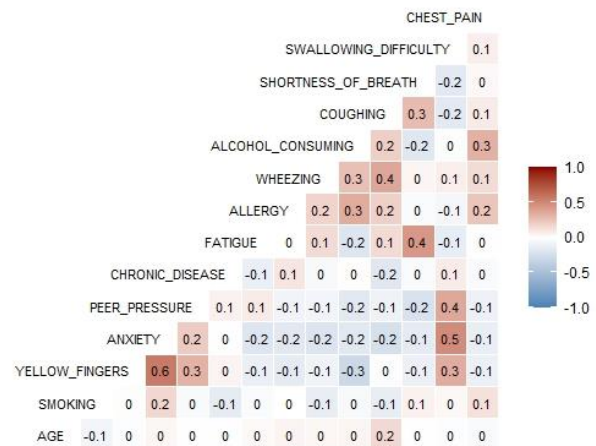 CHEST_PAIN
SWALLOWING_DIFFICULTY 0.1
SHORTNESS_OF_BREATH -0.2 0
COUGHING 0.3 -0.2 0.1
ALCOHOL_CONSUMING 0.2 -0.2 0 0.3
WHEEZING 0.3 0.4 0 0.1 0.1
ALLERGY 0.2 0.3 0.2 0 -0.1 0.2
FATIGUE 0 0.1 -0.2 0.1 0.4 -0.1 0
CHRONIC_DISEASE -0.1 0.1 0 0 -0.2 0 0.1 0
PEER_PRESSURE 0.1 0.1 -0.1 -0.1 -0.2 -0.1 -0.2 0.4 -0.1
ANXIETY 0.2 0 -0.2 -0.2 -0.2 -0.2 -0.2 -0.1 0.5 -0.1
YELLOW_FINGERS 0.6 0.3 0 -0.1 -0.1 -0.1 -0.3 0 -0.1 0.3 -0.1
SMOKING 0 0.2 0 -0.1 0 0 -0.1 0 -0.1 0.1 0 0.1
AGE -0.1 0 0 0 0 0 0 0 0 0.2 0 0 0
1.0
0.5
0.0
-0.5
-1.0